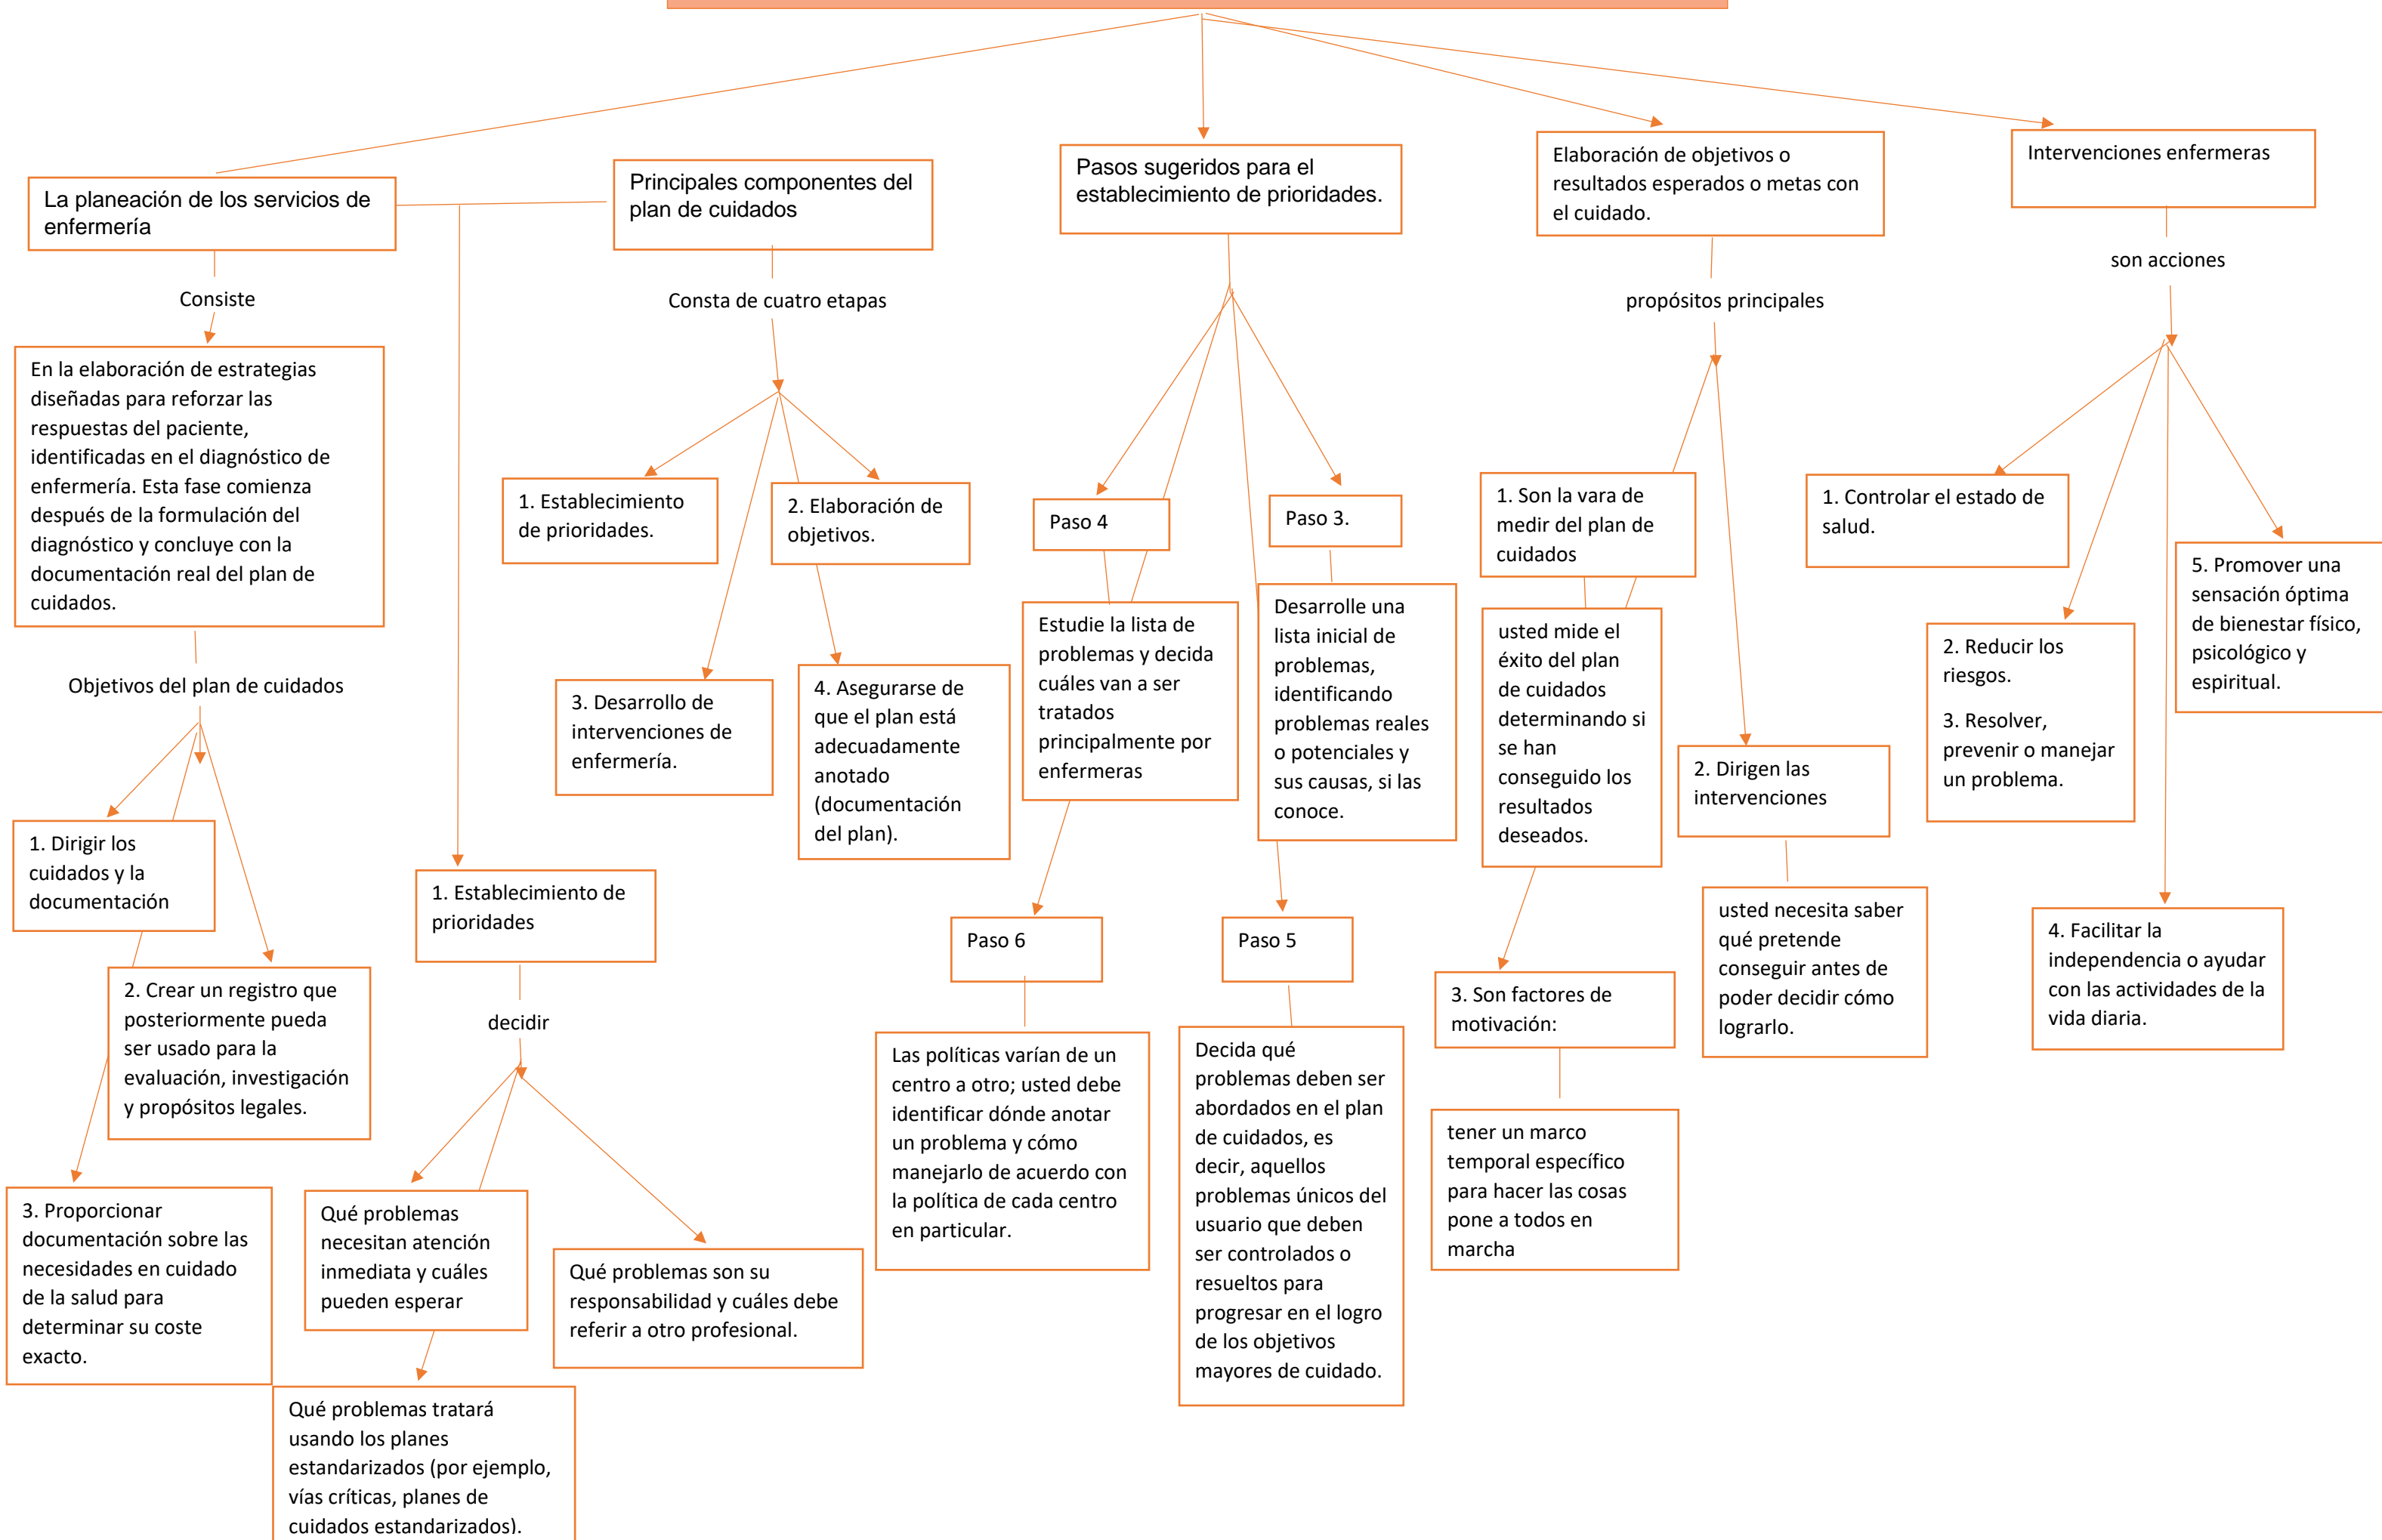 La planeación de los servicios de
enfermería
Principales componentes del
plan de cuidados
Pasos sugeridos para el
establecimiento de prioridades.
Elaboración de objetivos o
resultados esperados o metas con
el cuidado.
Intervenciones enfermeras
Consiste
Consta de cuatro etapas
propósitos principales
son acciones
En la elaboración de estrategias
diseñadas para reforzar las
respuestas del paciente,
identificadas en el diagnóstico de
enfermería. Esta fase comienza
después de la formulación del
diagnóstico y concluye con la
documentación real del plan de
cuidados.
Objetivos del plan de cuidados
1. Dirigir los
cuidados y la
documentación
2. Crear un registro que
posteriormente pueda
ser usado para la
evaluación, investigación
y propósitos legales.
3. Proporcionar
documentación sobre las
necesidades en cuidado
de la salud para
determinar su coste
exacto.
1. Establecimiento
de prioridades.
2. Elaboración de
objetivos.
3. Desarrollo de
intervenciones de
enfermería.
4. Asegurarse de
que el plan está
adecuadamente
anotado
(documentación
del plan).
1. Establecimiento de
prioridades
decidir
Qué problemas
necesitan atención
inmediata y cuáles
pueden esperar
Qué problemas son su
responsabilidad y cuáles debe
referir a otro profesional.
Qué problemas tratará
usando los planes
estandarizados (por ejemplo,
vías críticas, planes de
cuidados estandarizados).
Paso 4
Estudie la lista de
problemas y decida
cuáles van a ser
tratados
principalmente por
enfermeras
Paso 3.
Desarrolle una
lista inicial de
problemas,
identificando
problemas reales
o potenciales y
sus causas, si las
conoce.
Paso 6
Las políticas varían de un
centro a otro; usted debe
identificar dónde anotar
un problema y cómo
manejarlo de acuerdo con
la política de cada centro
en particular.
Paso 5
Decida qué
problemas deben ser
abordados en el plan
de cuidados, es
decir, aquellos
problemas únicos del
usuario que deben
ser controlados o
resueltos para
progresar en el logro
de los objetivos
mayores de cuidado.
1. Son la vara de
medir del plan de
cuidados
usted mide el
éxito del plan
de cuidados
determinando si
se han
conseguido los
resultados
deseados.
2. Dirigen las
intervenciones
usted necesita saber
qué pretende
conseguir antes de
poder decidir cómo
lograrlo.
3. Son factores de
motivación:
tener un marco
temporal específico
para hacer las cosas
pone a todos en
marcha
1. Controlar el estado de
salud.
2. Reducir los
riesgos.
3. Resolver,
prevenir o manejar
un problema.
5. Promover una
sensación óptima
de bienestar físico,
psicológico y
espiritual.
4. Facilitar la
independencia o ayudar
con las actividades de la
vida diaria.